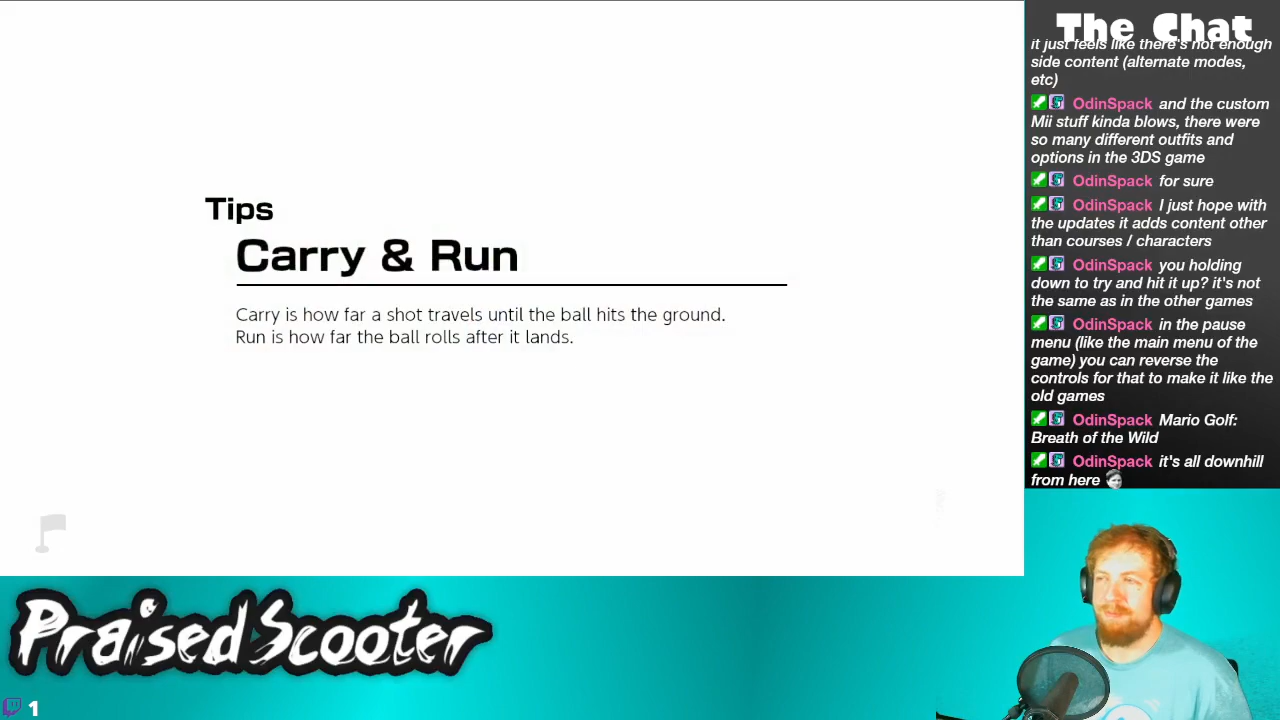 The Chat
it just feels like there's not enough
side content (alternate modes,
etc)
OdinSpack and the custom
Mii stuff kinda blows, there were
so many different outfits and
options in the 3DS game
OdinSpack for sure
OdinSpack I just hope with
the updates it adds content other
than courses / characters
OdinSpack you holding
down to try and hit it up? it's not
the same as in the other games
OdinSpack in the pause
menu (like the main menu of the
game) you can reverse the
controls for that to make it like the
old games
OdinSpack Mario Golf:
Breath of the Wild
OdinSpack it's all downhill
from here
Tips
Carry & Run
Carry is how far a shot travels until the ball hits the ground.
Run is how far the ball rolls after it lands.
PraisedScooter
1